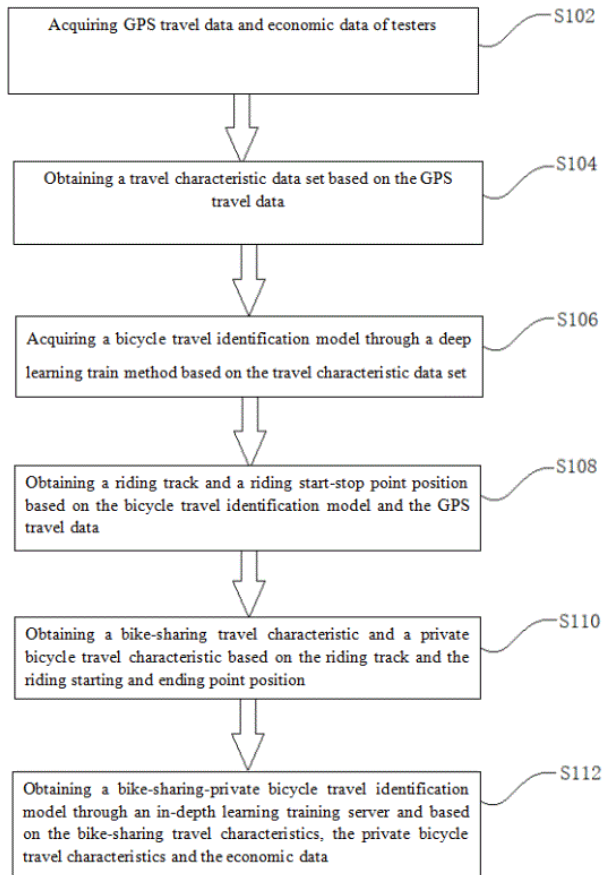 Acquiring GPS travel data and economic data of testers
S102
Obtaining a travel characteristic data set based on the GPS
travel data
S104
Acquiring a bicycle travel identification model through a deep
learning train method based on the travel characteristic data set
S106
Obtaining a riding track and a riding start-stop point position
based on the bicycle travel identification model and the GPS
travel data
S108
Obtaining a bike-sharing travel characteristic and a private
bicycle travel characteristic based on the riding track and the
riding starting and ending point position
S110
Obtaining a bike-sharing-private bicycle travel identification
model through an in-depth learning training server and based
on the bike-sharing travel characteristics, the private bicycle
travel characteristics and the economic data
S112